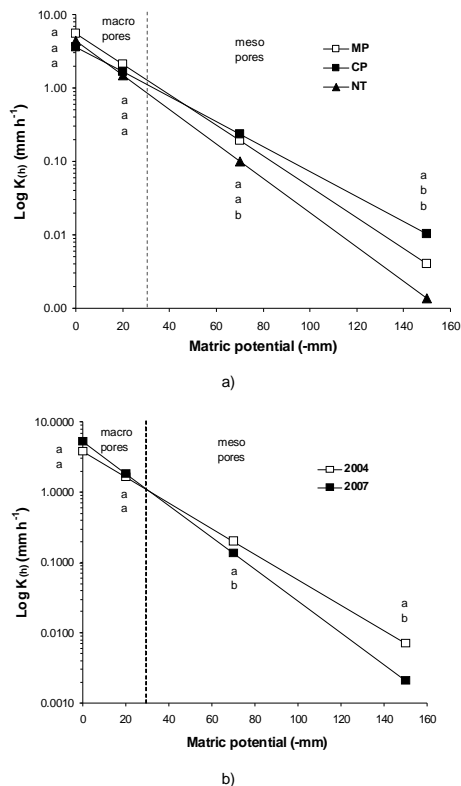 macro
pores
meso
pores
MP
CP
NT
10.00
1.00
0.10
0.01
0.00
a
a
a
a
a
a
a
a
b
a
b
b
Log K(h) (mm h-1)
0 20 40 60 80 100 120 140 160
Matric potential (-mm)
a)
macro
pores
meso
pores
2004
2007
10.0000
1.0000
0.1000
0.0100
0.0010
a
a
a
a
a
b
a
b
Log K(h) (mm h-1)
0 20 40 60 80 100 120 140 160
Matric potential (-mm)
b)